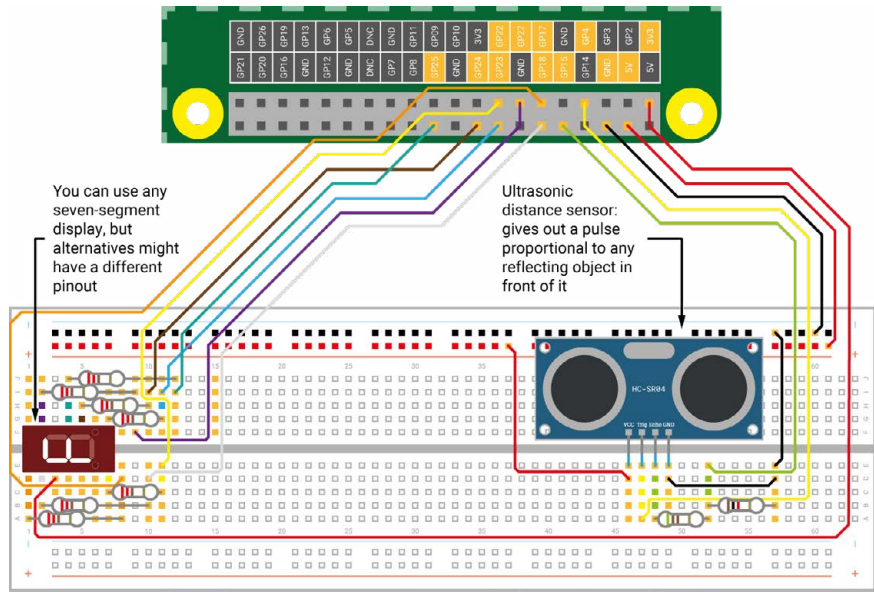 GND GP26 GP19 GP13 GP6 GP5 DNC GND GP11 GP09 GP10 3V3 GP22 GP27 GP17 GND GP4 GP3 GP2 3V3
GP21 GP20 GP16 GND GP12 GND DNC GP7 GP8 GP25 GND GP24 GP23 GND GP18 GP15 GP14 GND 5V 5V
You can use any
seven-segment
display, but
alternatives might
have a different
pinout
Ultrasonic
distance sensor:
gives out a pulse
proportional to any
reflecting object in
front of it
HC-SR04
VCC Trig Echo GND